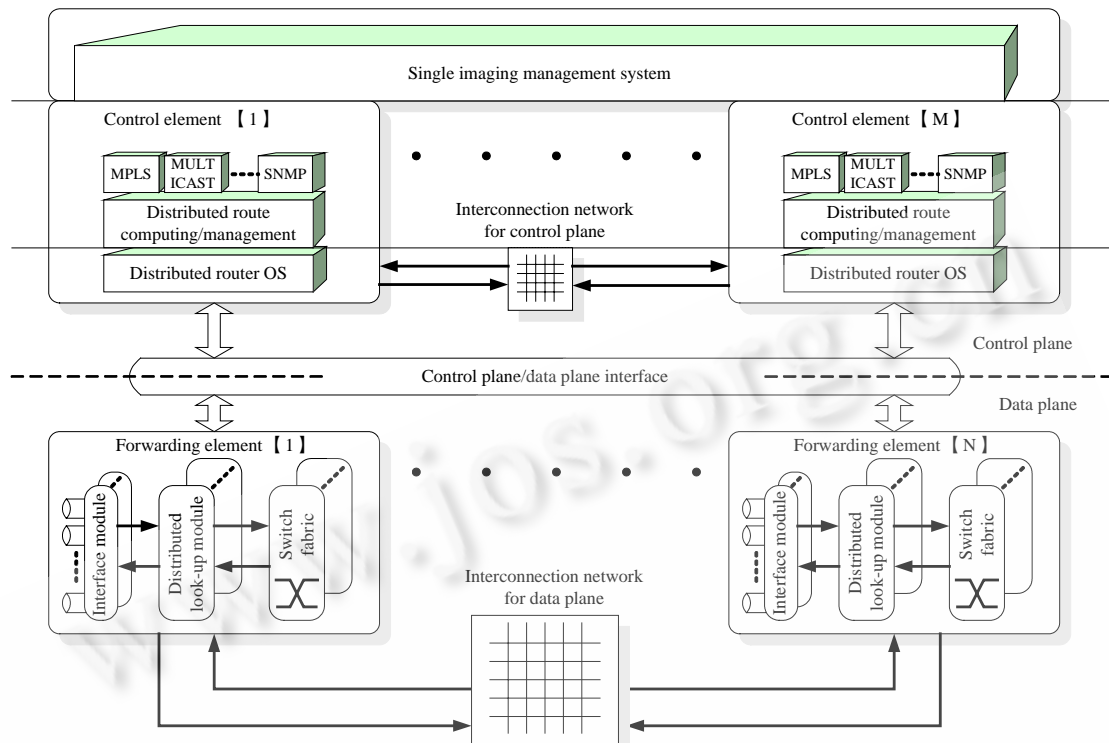 Single imaging management system
Control element 【 1 】
MPLS
MULT
ICAST
SNMP
Distributed route
computing/management
Distributed router OS
Interconnection network
for control plane
Control element 【 M 】
MPLS
MULT
ICAST
SNMP
Distributed route
computing/management
Distributed router OS
Control plane
Control plane/data plane interface
Data plane
Forwarding element 【 1 】
Interface module
Distributed
look-up module
Switch
fabric
Interconnection network
for data plane
Forwarding element 【 N 】
Interface module
Distributed
look-up module
Switch
fabric
www.jos.org.cn